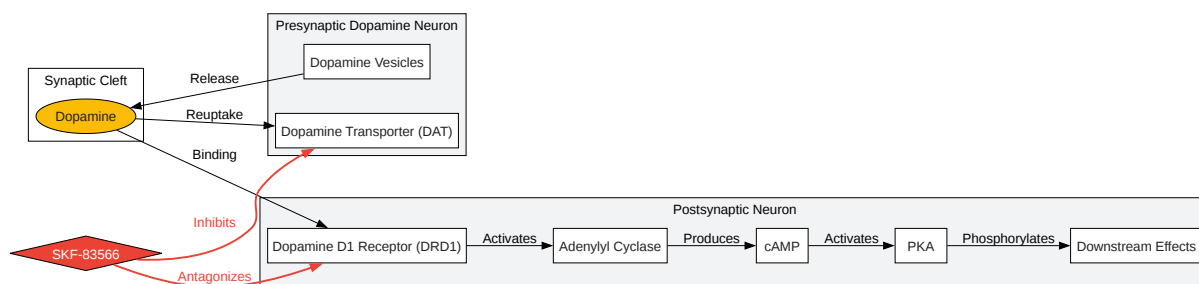 Presynaptic Dopamine Neuron
Dopamine Vesicles
Synaptic Cleft
Release
Dopamine
Reuptake
Dopamine Transporter (DAT)
Binding
Postsynaptic Neuron
Inhibits
SKF-83566
Antagonizes
Dopamine D1 Receptor (DRD1)
Activates
Adenylyl Cyclase
Produces
cAMP
Activates
PKA
Phosphorylates
Downstream Effects